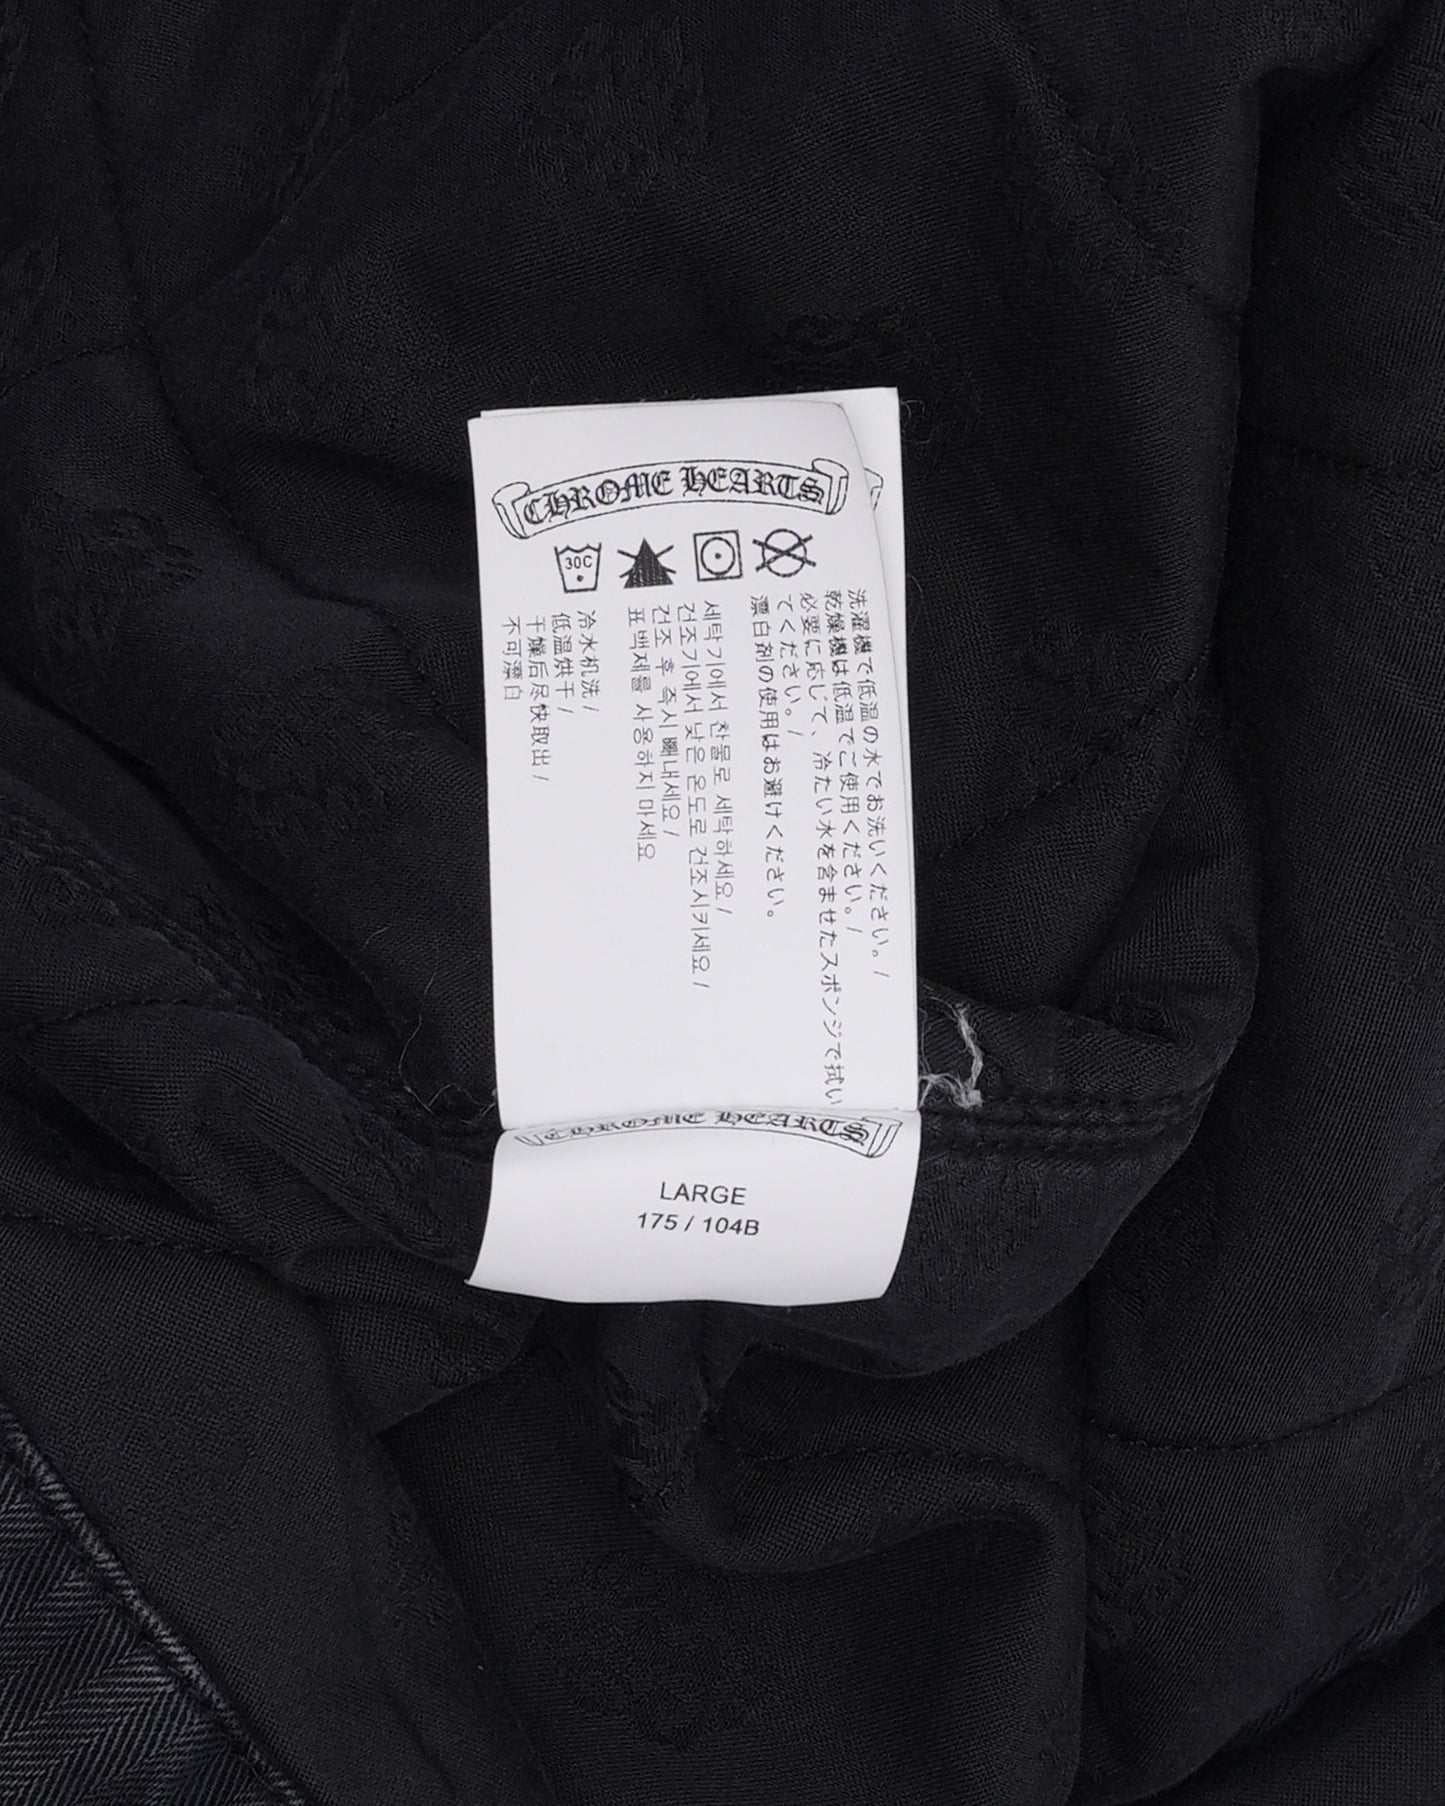 CHROME HEARTS
30C
洗濯機で低温の水でお洗いください。/
乾燥機は低温でご使用ください。/
必要に応じて、冷たい水を含ませたスポンジで拭い
てください。/
漂白剤の使用はお避けください。
세탁기에서 찬물로 세탁하세요/
건조기에서 낮은 온도로 건조시키세요/
건조 후 즉시 빼내세요/
표백제를 사용하지 마세요
冷水机洗/
低温烘干/
干燥后尽快取出/
不可漂白
CHROME HEARTS
LARGE
175 / 104B